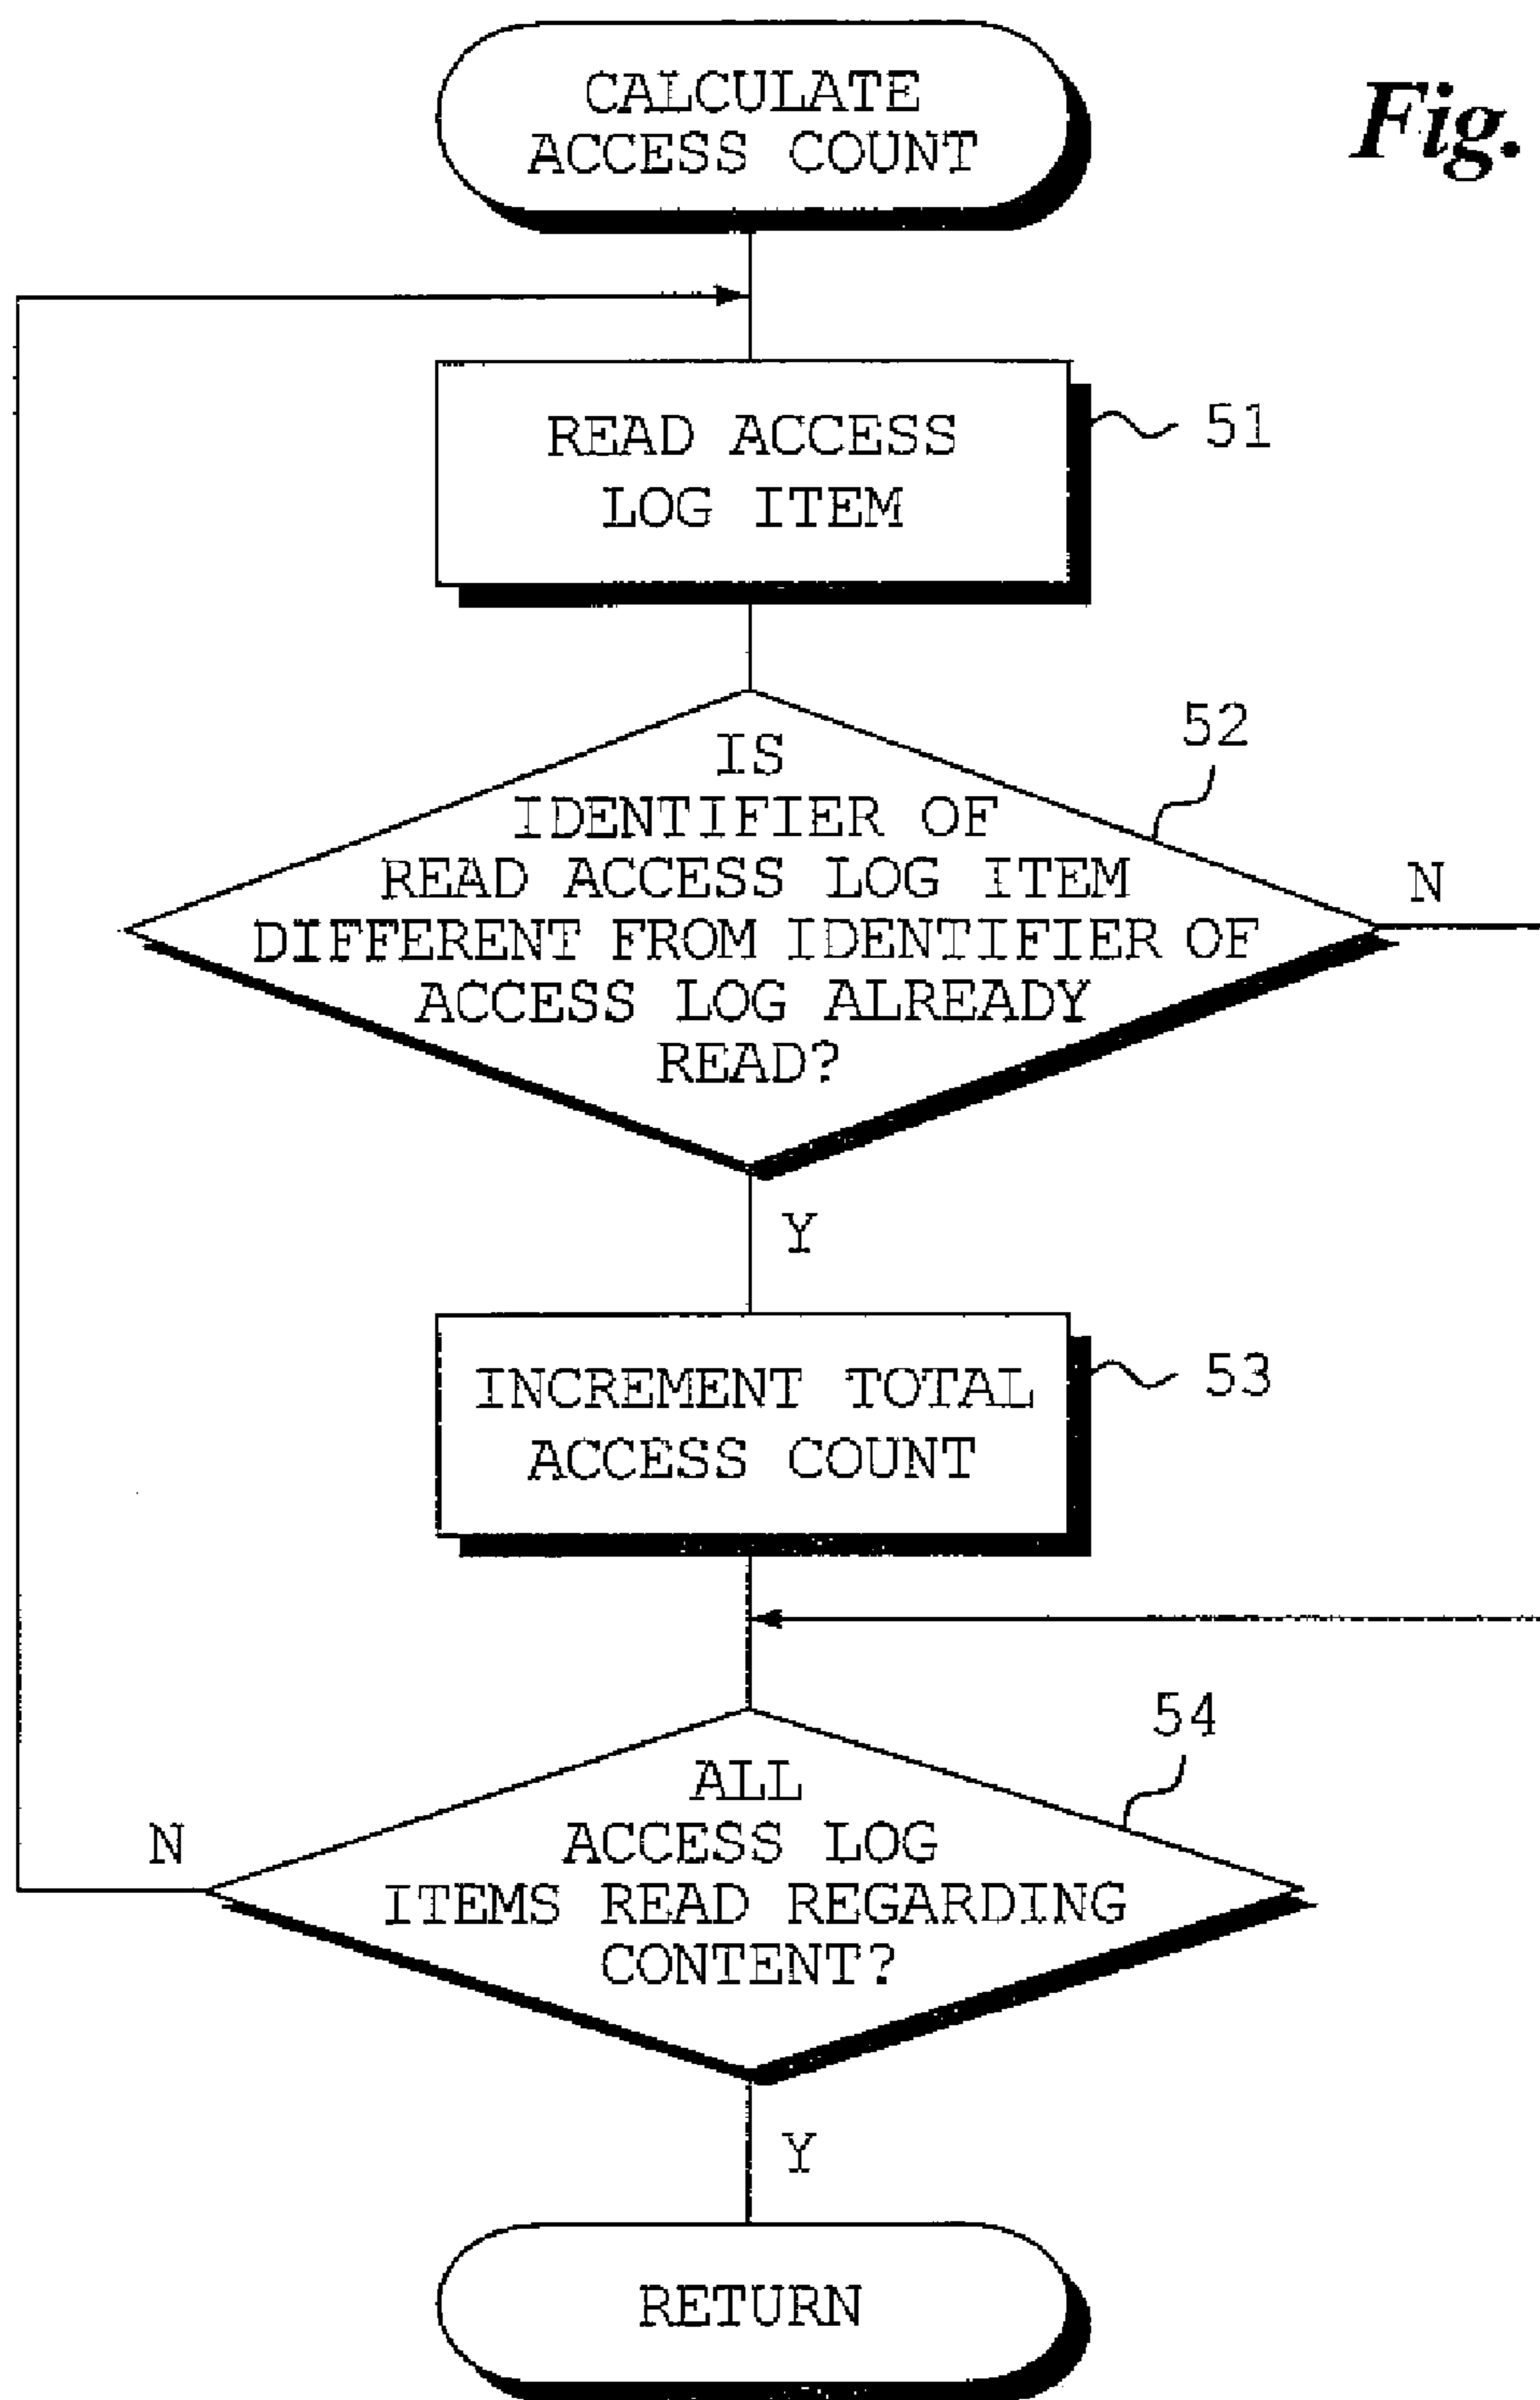 CALCULATE
ACCESS COUNT
Fig.
READ ACCESS
LOG ITEM
51
52
IS
IDENTIFIER OF
READ ACCESS LOG ITEM
DIFFERENT FROM IDENTIFIER OF
ACCESS LOG ALREADY
READ?
N
Y
INCREMENT TOTAL
ACCESS COUNT
53
54
ALL
ACCESS LOG
ITEMS READ REGARDING
CONTENT?
N
Y
RETURN